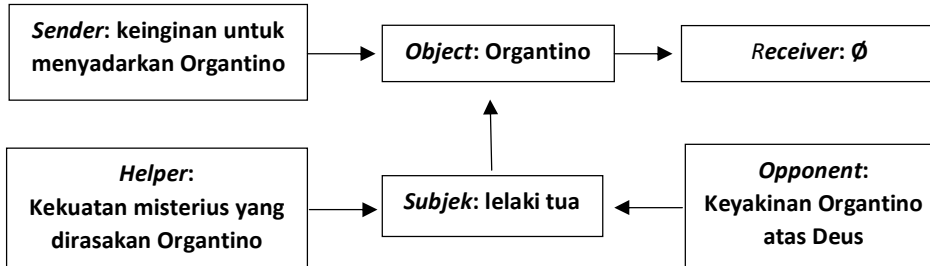 Sender: keinginan untuk
menyadarkan Organtino
Object: Organtino
Receiver: Ø
Helper:
Kekuatan misterius yang
dirasakan Organtino
Subjek: lelaki tua
Opponent:
Keyakinan Organtino
atas Deus